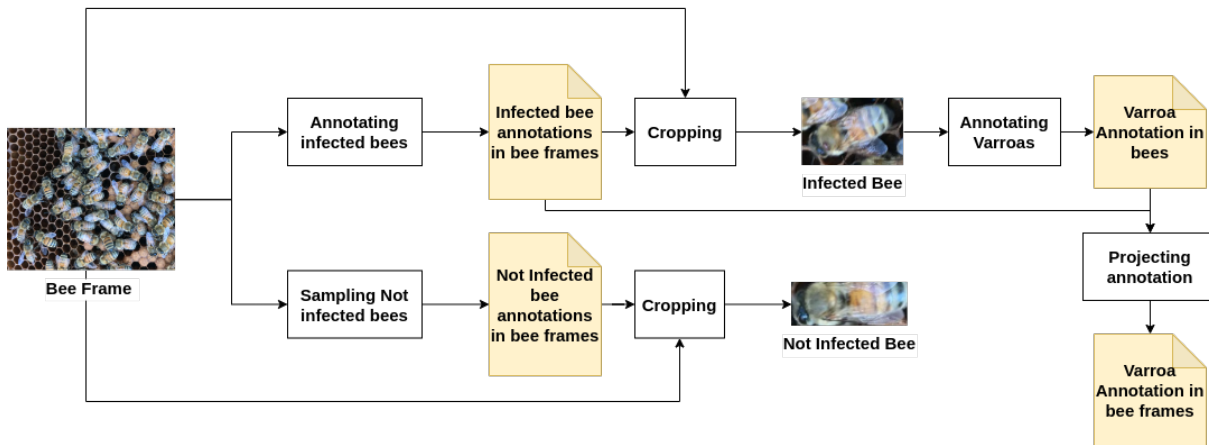 Bee Frame
Annotating
infected bees
Infected bee
annotations
in bee frames
Cropping
Infected Bee
Annotating
Varroas
Varroa
Annotation in
bees
Projecting
annotation
Varroa
Annotation in
bee frames
Sampling Not
infected bees
Not Infected
bee
annotations
in bee frames
Cropping
Not Infected Bee